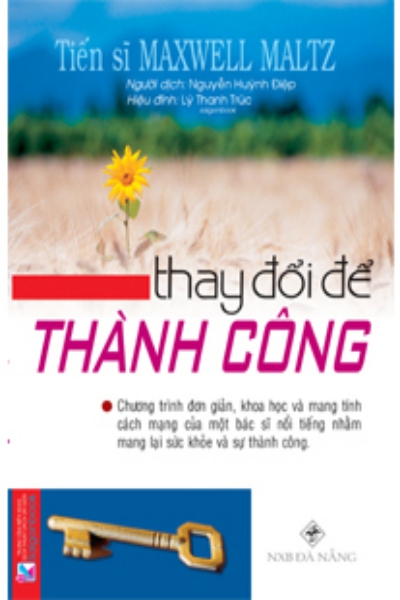 Tiến sĩ MAXWELL MALTZ
Người dịch: Nguyễn Huỳnh Điệp
Hiệu đính: Lý Thanh Trúc
saigonbook
thay đổi để
THÀNH CÔNG
Chương trình đơn giản, khoa học và mang tính
cách mạng của một bác sĩ nổi tiếng nhằm
mang lại sức khỏe và sự thành công.
saigonbook
NXB ĐÀ NẴNG